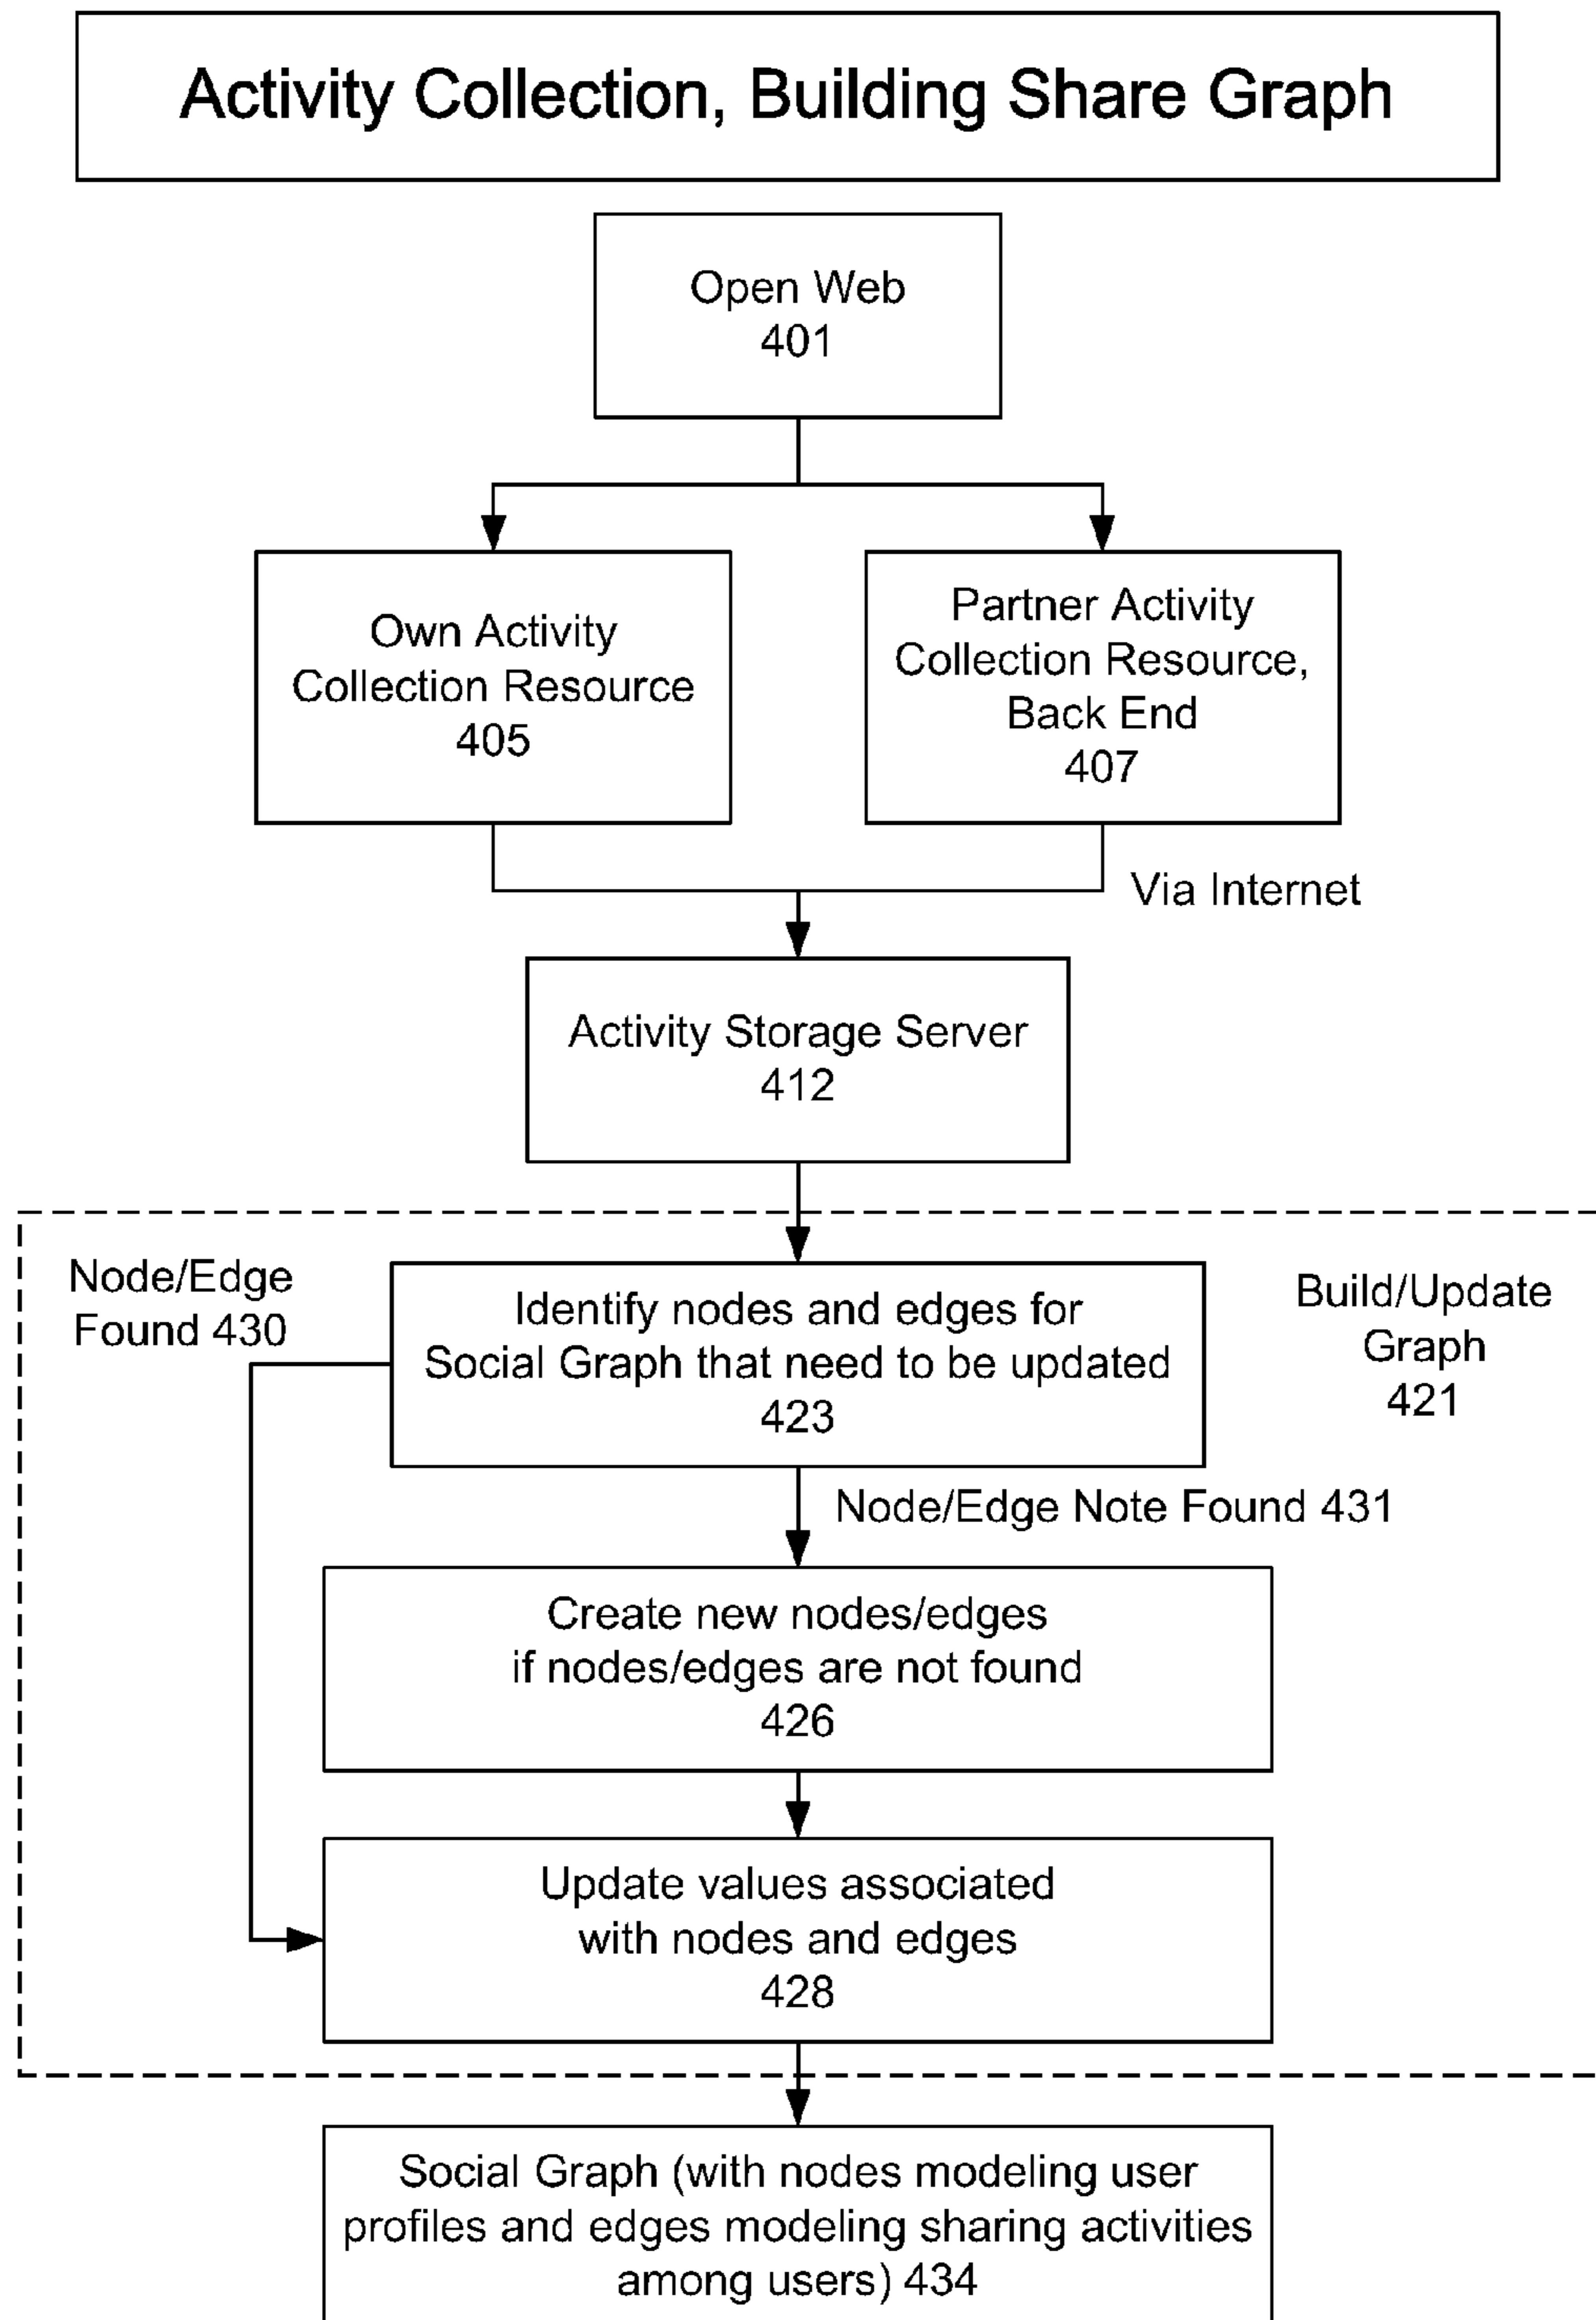 Activity Collection, Building Share Graph
Open Web
401
Own Activity
Collection Resource
405
Partner Activity
Collection Resource,
Back End
407
Via Internet
Activity Storage Server
412
Node/Edge
Found 430
Identify nodes and edges for
Social Graph that need to be updated
423
Build/Update
Graph
421
Node/Edge Note Found 431
Create new nodes/edges
if nodes/edges are not found
426
Update values associated
with nodes and edges
428
Social Graph (with nodes modeling user
profiles and edges modeling sharing activities
among users) 434